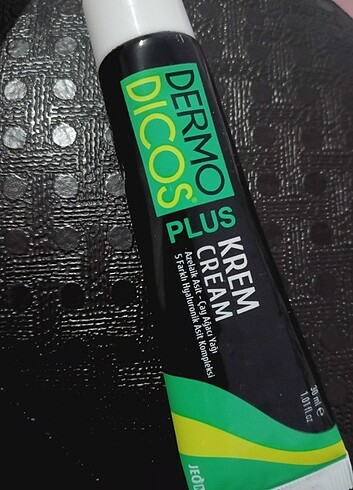 DERMO
DICOS®
PLUS
KREM
CREAM
Azelaik Asit - Çay Ağacı Yağı
5 Farklı Hyaluronik Asit Kompleksi
30 ml ℮
1.01 fl oz